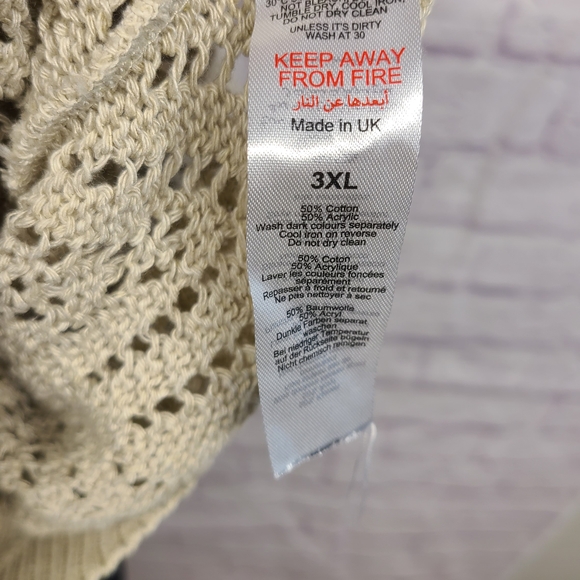 NOT BLEACH
TUMBLE DRY. COOL IRON
DO NOT DRY CLEAN
UNLESS IT'S DIRTY
WASH AT 30
KEEP AWAY
FROM FIRE
أبعدها عن النار
Made in UK
3XL
50% Cotton
50% Acrylic
Wash dark colours separately
Cool iron on reverse
Do not dry clean
50% Coton
50% Acrylique
Laver les couleurs foncées
séparément
Repasser à froid et retourné
Ne pas nettoyer à sec
50% Baumwolle
50% Acryl
Dunkle Farben separat
waschen
Bei niedriger Temperatur
auf der Rückseite bügeln
Nicht chemisch reinigen